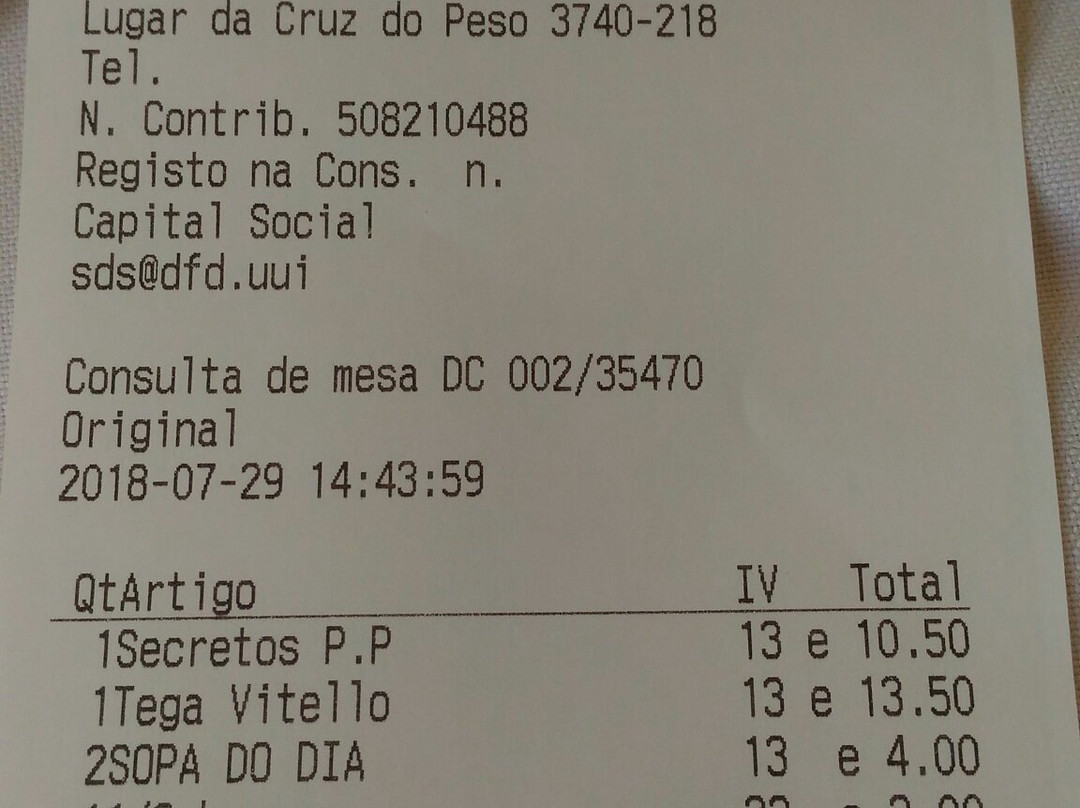 Lugar da Cruz do Peso 3740-218
Tel.
N. Contrib. 508210488
Registo na Cons. n.
Capital Social
sds@dfd.uui
Consulta de mesa DC 002/35470
Original
2018-07-29 14:43:59
QtArtigo IV Total
1Secretos P.P 13 e 10.50
1Tega Vitello 13 e 13.50
2SOPA DO DIA 13 e 4.00